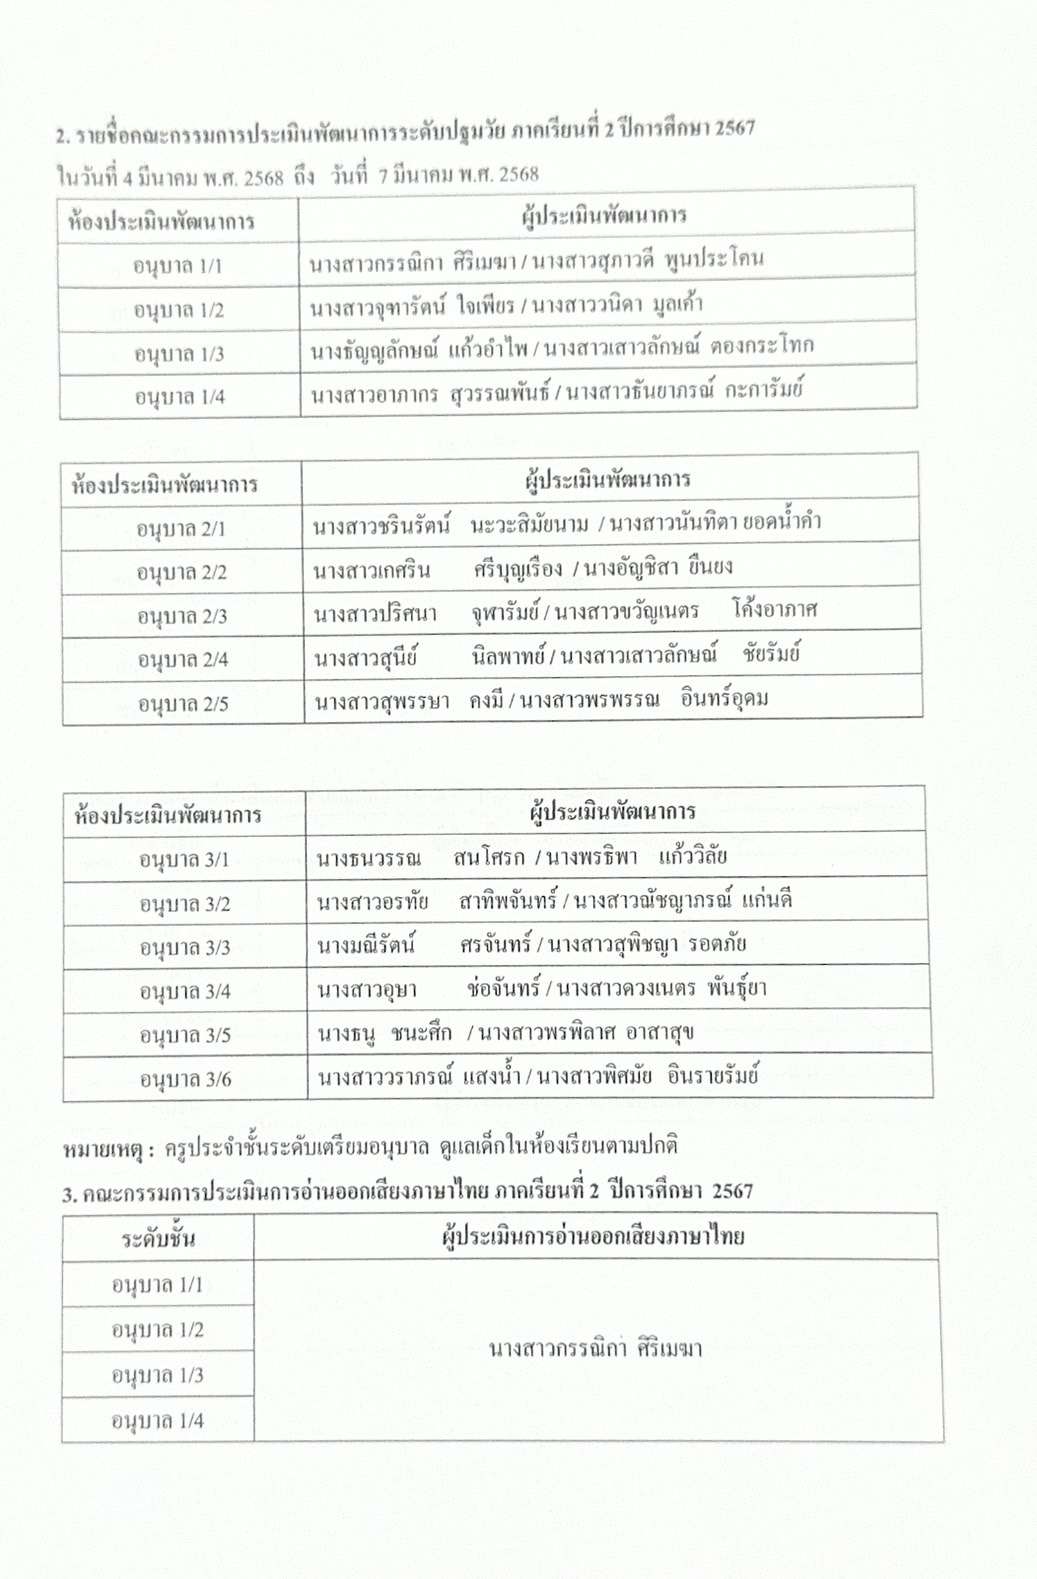 2. รายชื่อคณะกรรมการประเมินพัฒนาการระดับปฐมวัย ภาคเรียนที่ 2 ปีการศึกษา 2567
ในวันที่ 4 มีนาคม พ.ศ. 2568 ถึง วันที่ 7 มีนาคม พ.ศ. 2568
ห้องประเมินพัฒนาการ ผู้ประเมินพัฒนาการ
อนุบาล 1/1 นางสาวกรรณิกา ศิริเมฆา / นางสาวสุภาวดี พูนประโคน
อนุบาล 1/2 นางสาวจุฑารัตน์ ใจเพียร / นางสาววนิดา มูลเค้า
อนุบาล 1/3 นางธัญญลักษณ์ แก้วอำไพ / นางสาวเสาวลักษณ์ ตองกระโทก
อนุบาล 1/4 นางสาวอาภากร สุวรรณพันธ์ / นางสาวธันยาภรณ์ กะการัมย์
ห้องประเมินพัฒนาการ ผู้ประเมินพัฒนาการ
อนุบาล 2/1 นางสาวชรินรัตน์ นะวะสิมัยนาม / นางสาวนันทิตา ยอดน้ำคำ
อนุบาล 2/2 นางสาวเกศริน ศรีบุญเรือง / นางอัญชิสา ยืนยง
อนุบาล 2/3 นางสาวปริศนา จุฬารัมย์ / นางสาวขวัญเนตร โค้งอาภาศ
อนุบาล 2/4 นางสาวสุนีย์ นิลพาทย์ / นางสาวเสาวลักษณ์ ชัยรัมย์
อนุบาล 2/5 นางสาวสุพรรษา คงมี / นางสาวพรพรรณ อินทร์อุดม
ห้องประเมินพัฒนาการ ผู้ประเมินพัฒนาการ
อนุบาล 3/1 นางธนวรรณ สนโศรก / นางพรธิพา แก้ววิลัย
อนุบาล 3/2 นางสาวอรทัย สาทิพจันทร์ / นางสาวณัชญาภรณ์ แก่นดี
อนุบาล 3/3 นางมณีรัตน์ ศรจันทร์ / นางสาวสุพิชญา รอตภัย
อนุบาล 3/4 นางสาวอุษา ช่อจันทร์ / นางสาวดวงเนตร พันธุ์ยา
อนุบาล 3/5 นางธนู ชนะศึก / นางสาวพรพิลาศ อาสาสุข
อนุบาล 3/6 นางสาววราภรณ์ แสงน้ำ / นางสาวพิศมัย อินรายรัมย์
หมายเหตุ : ครูประจำชั้นระดับเตรียมอนุบาล ดูแลเด็กในห้องเรียนตามปกติ
3. คณะกรรมการประเมินการอ่านออกเสียงภาษาไทย ภาคเรียนที่ 2 ปีการศึกษา 2567
ระดับชั้น ผู้ประเมินการอ่านออกเสียงภาษาไทย
อนุบาล 1/1
อนุบาล 1/2
นางสาวกรรณิกา ศิริเมฆา
อนุบาล 1/3
อนุบาล 1/4